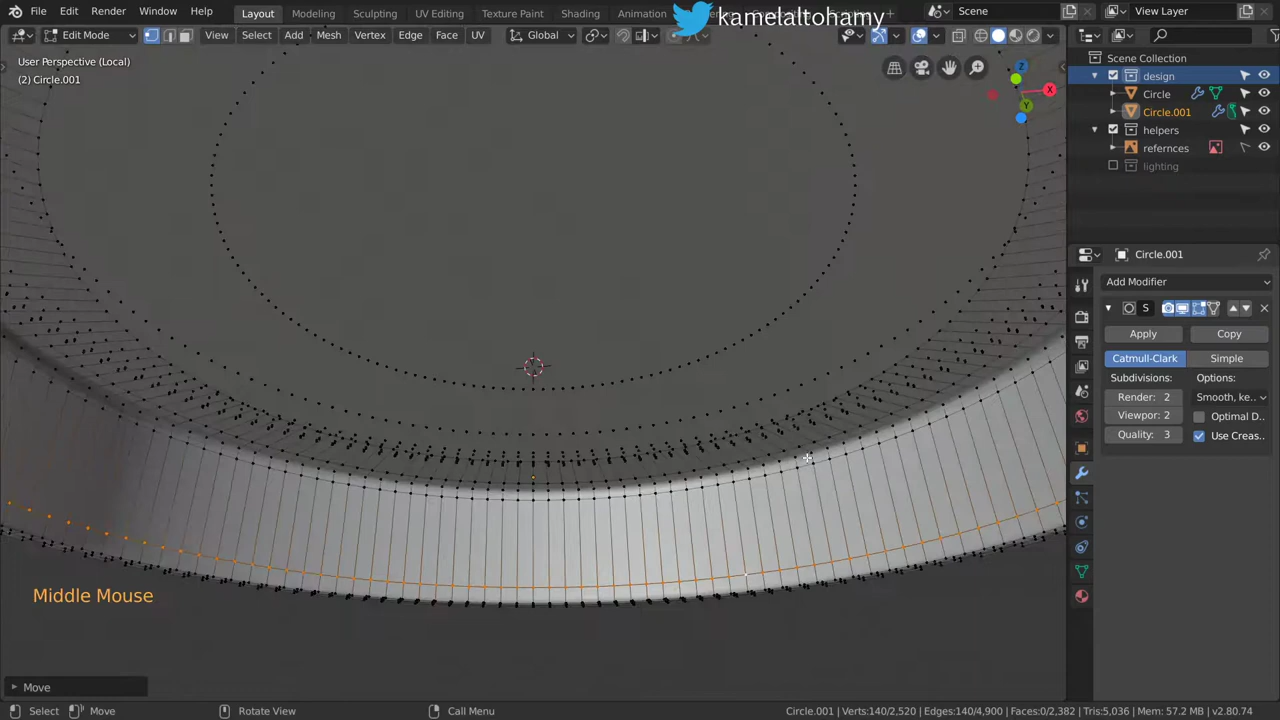 File Edit Render Window Help
Layout Modeling Sculpting UV Editing Texture Paint Shading Animation
kamelaltohamy
Scene
View Layer
Edit Mode View Select Add Mesh Vertex Edge Face UV Global
User Perspective (Local)
(2) Circle.001
Z
X
Y
Scene Collection
design
Circle
Circle.001
helpers
refernces
lighting
Circle.001
Add Modifier
S
Apply Copy
Catmull-Clark Simple
Subdivisions: Options:
Render: 2 Smooth, ke..
Viewpor: 2 Optimal D
Quality: 3 Use Creas..
Middle Mouse
Move
Select Move Rotate View Call Menu
Circle.001 | Verts:140/2,520 | Edges:140/4,900 | Faces:0/2,382 | Tris:5,036 | Mem: 57.2 MB | v2.80.74